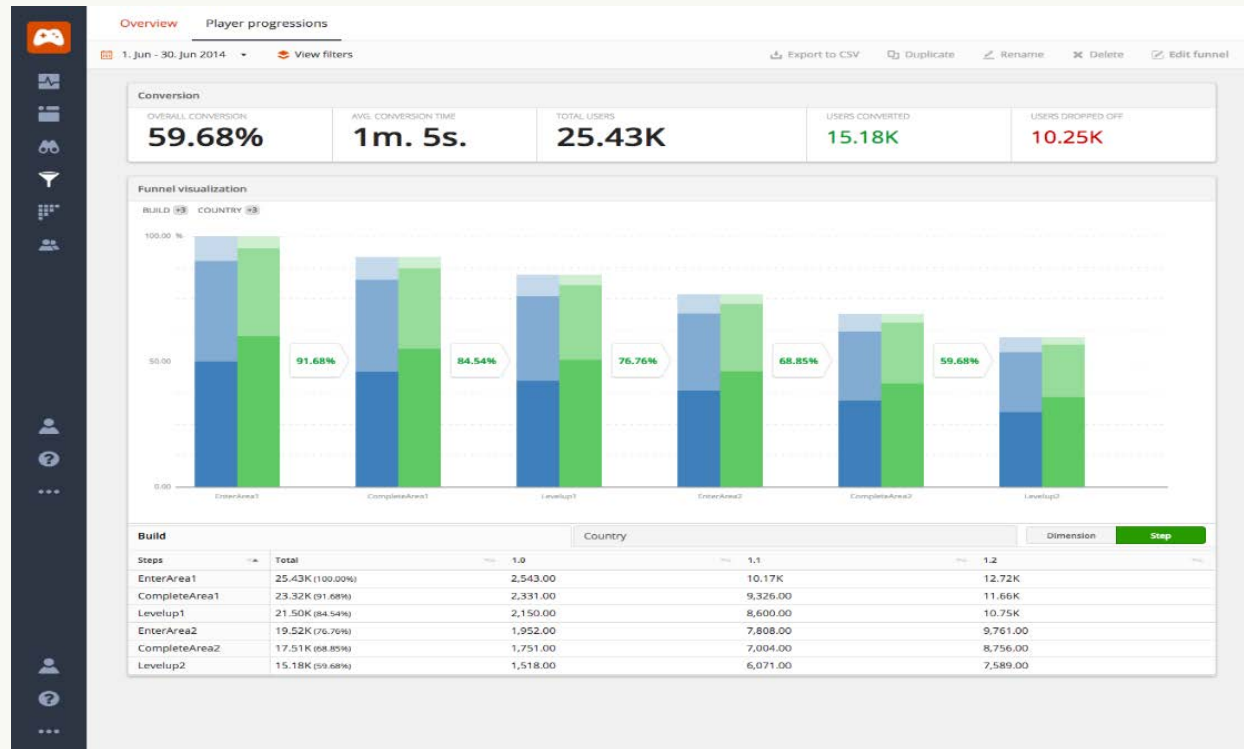 Overview Player progressions
1. Jun - 30. Jun 2014 View filters Export to CSV Duplicate Rename Delete Edit funnel
Conversion
OVERALL CONVERSION AVG. CONVERSION TIME TOTAL USERS USERS CONVERTED USERS DROPPED OFF
59.68% 1m. 5s. 25.43K 15.18K 10.25K
Funnel visualization
BUILD +3 COUNTRY +3
100.00 %
50.00 91.68% 84.54% 76.76% 68.85% 59.68%
0.00
EnterArea1 CompleteArea1 Levelup1 EnterArea2 CompleteArea2 Levelup2
Build Country Dimension Step
Steps Total 1.0 1.1 1.2
EnterArea1 25.43K (100.00%) 2,543.00 10.17K 12.72K
CompleteArea1 23.32K (91.68%) 2,331.00 9,326.00 11.66K
Levelup1 21.50K (84.54%) 2,150.00 8,600.00 10.75K
EnterArea2 19.52K (76.76%) 1,952.00 7,808.00 9,761.00
CompleteArea2 17.51K (68.85%) 1,751.00 7,004.00 8,756.00
Levelup2 15.18K (59.68%) 1,518.00 6,071.00 7,589.00